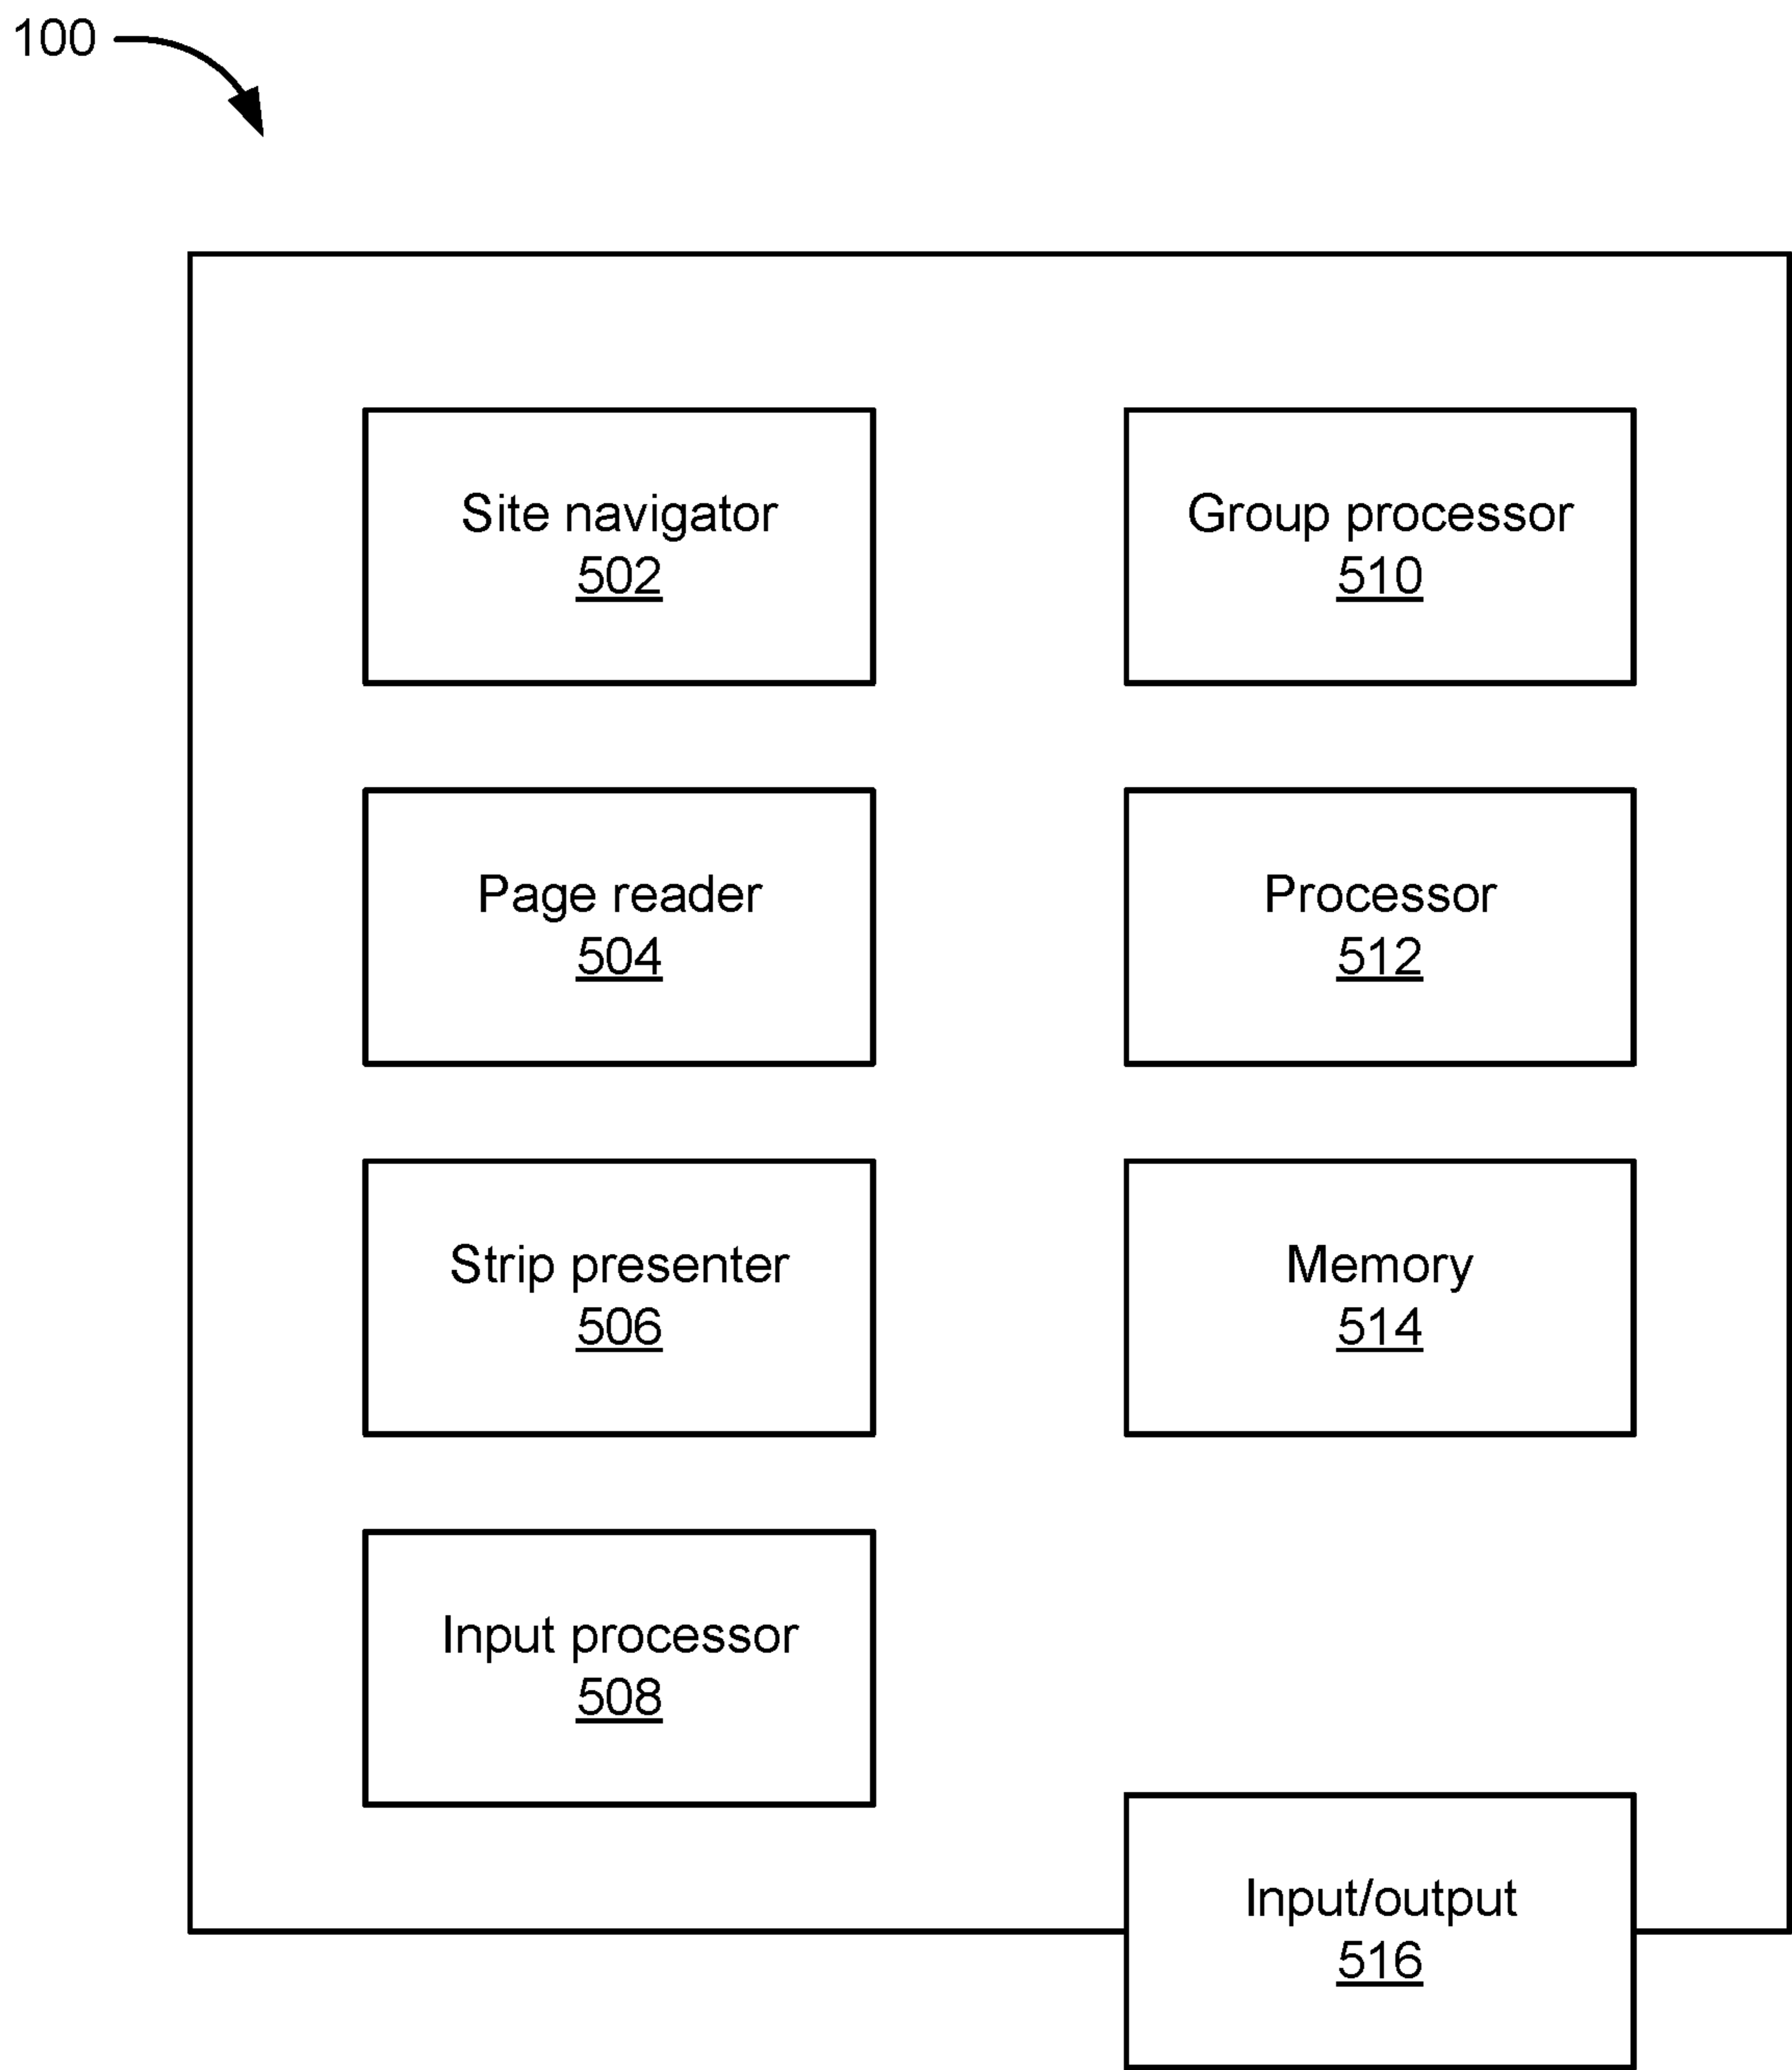 100
Site navigator
502
Group processor
510
Page reader
504
Processor
512
Strip presenter
506
Memory
514
Input processor
508
Input/output
516